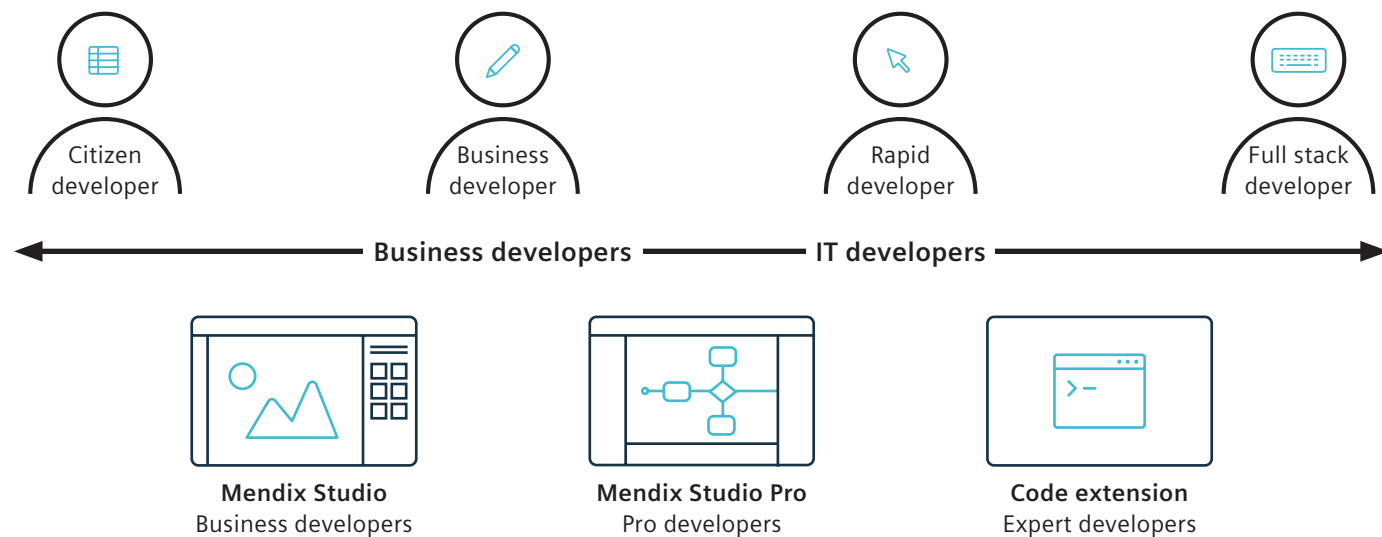 Citizen
developer
Business
developer
Rapid
developer
Full stack
developer
Business developers
IT developers
Mendix Studio
Business developers
Mendix Studio Pro
Pro developers
Code extension
Expert developers